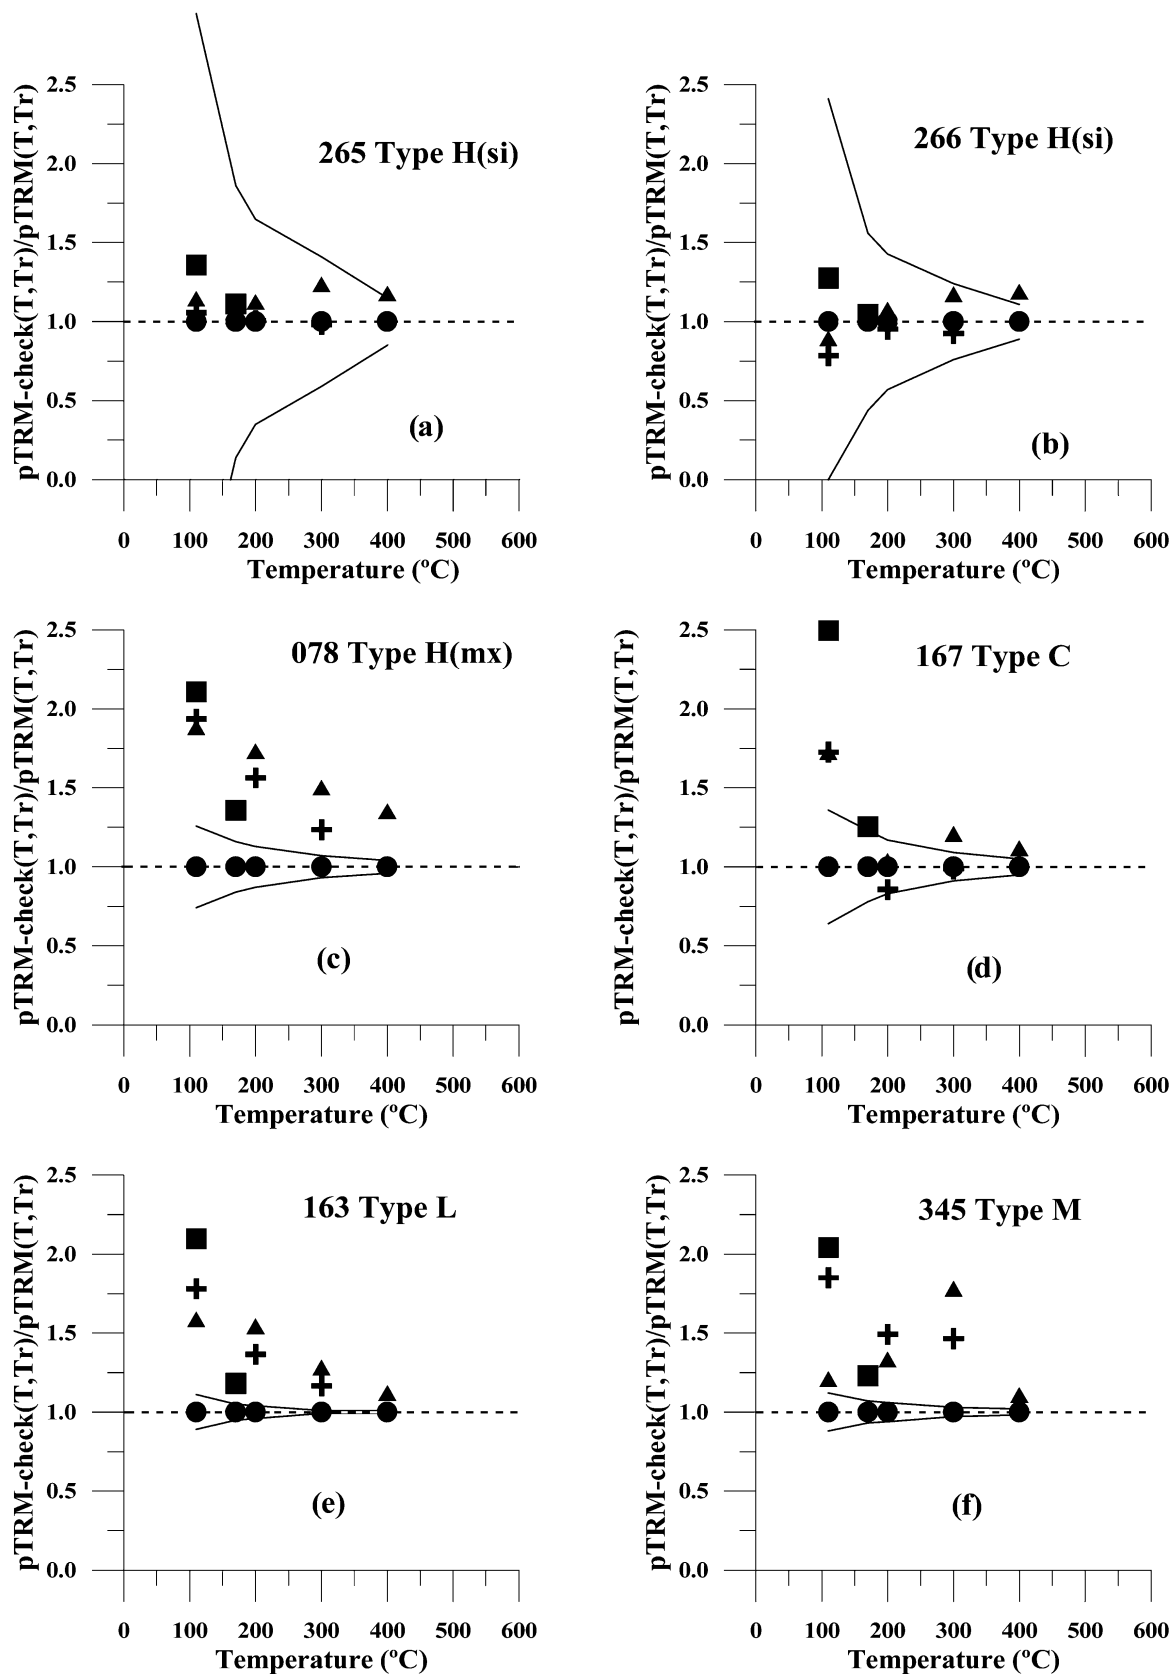 pTRM-check(T,Tr)/pTRM(T,Tr)
2.5
2.0
1.5
1.0
0.5
0.0
265 Type H(si)
(a)
0 100 200 300 400 500 600
Temperature (ºC)
pTRM-check(T,Tr)/pTRM(T,Tr)
2.5
2.0
1.5
1.0
0.5
0.0
266 Type H(si)
(b)
0 100 200 300 400 500 600
Temperature (ºC)
pTRM-check(T,Tr)/pTRM(T,Tr)
2.5
2.0
1.5
1.0
0.5
0.0
078 Type H(mx)
(c)
0 100 200 300 400 500 600
Temperature (ºC)
pTRM-check(T,Tr)/pTRM(T,Tr)
2.5
2.0
1.5
1.0
0.5
0.0
167 Type C
(d)
0 100 200 300 400 500 600
Temperature (ºC)
pTRM-check(T,Tr)/pTRM(T,Tr)
2.5
2.0
1.5
1.0
0.5
0.0
163 Type L
(e)
0 100 200 300 400 500 600
Temperature (ºC)
pTRM-check(T,Tr)/pTRM(T,Tr)
2.5
2.0
1.5
1.0
0.5
0.0
345 Type M
(f)
0 100 200 300 400 500 600
Temperature (ºC)